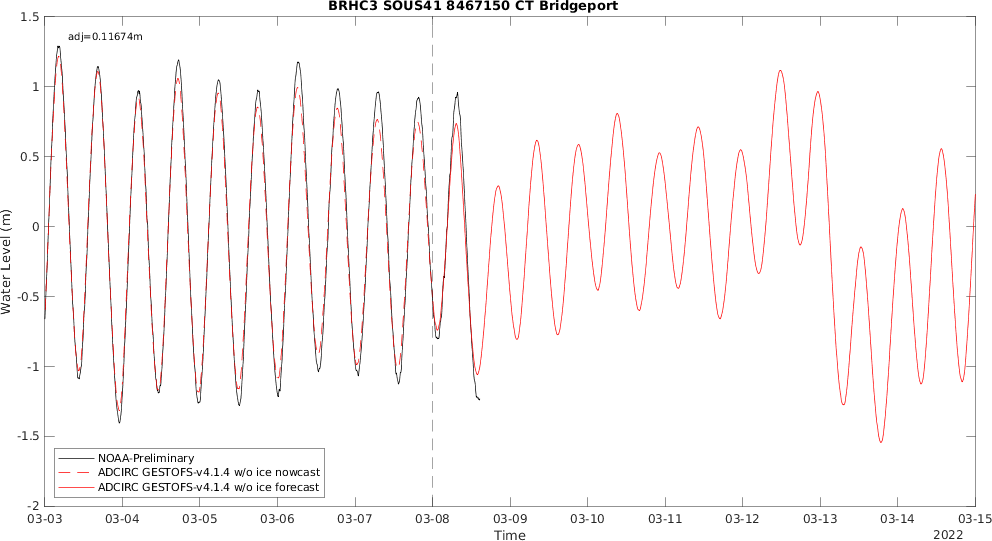 BRHC3 SOUS41 8467150 CT Bridgeport
adj=0.11674m
1.5
1
0.5
0
-0.5
-1
-1.5
-2
Water Level (m)
NOAA-Preliminary
ADCIRC GESTOFS-v4.1.4 w/o ice nowcast
ADCIRC GESTOFS-v4.1.4 w/o ice forecast
03-03 03-04 03-05 03-06 03-07 03-08 03-09 03-10 03-11 03-12 03-13 03-14 03-15
Time
2022